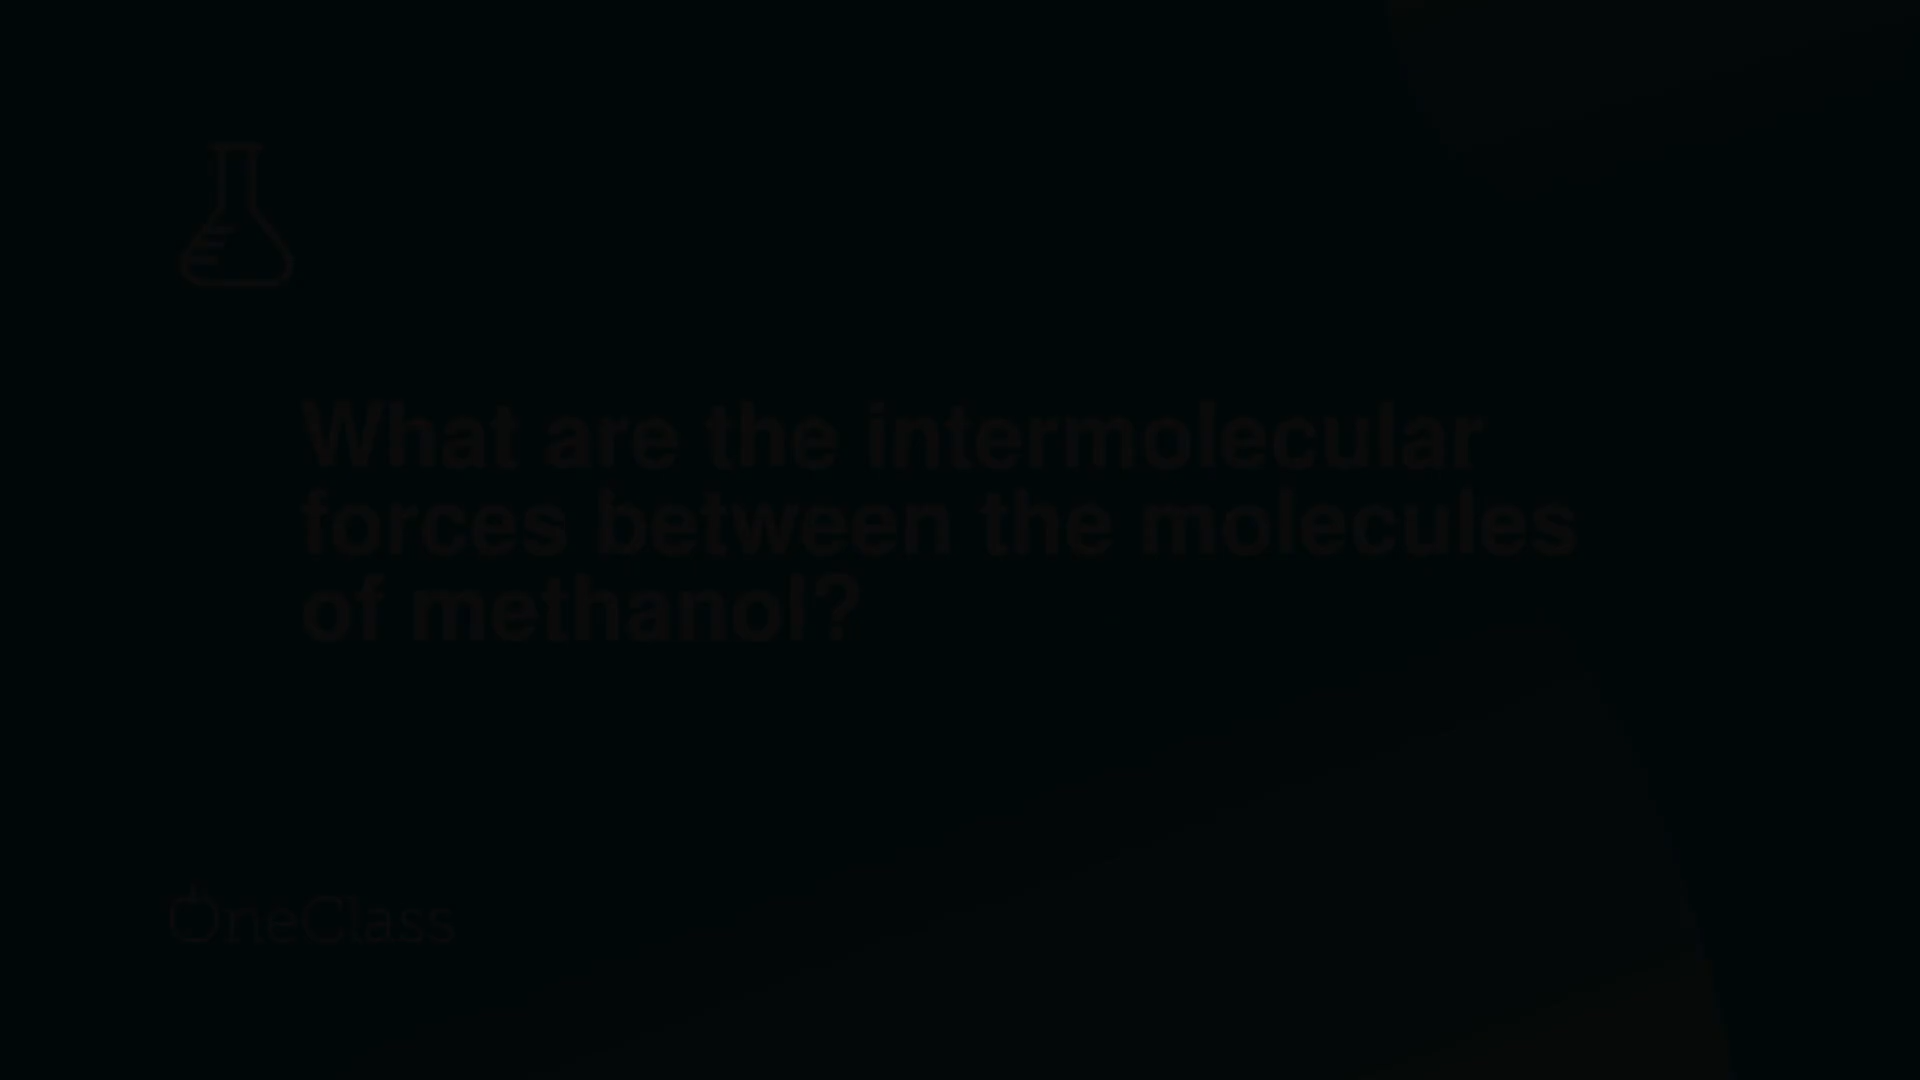 What are the intermolecular
forces between the molecules
of methanol?
OneClass